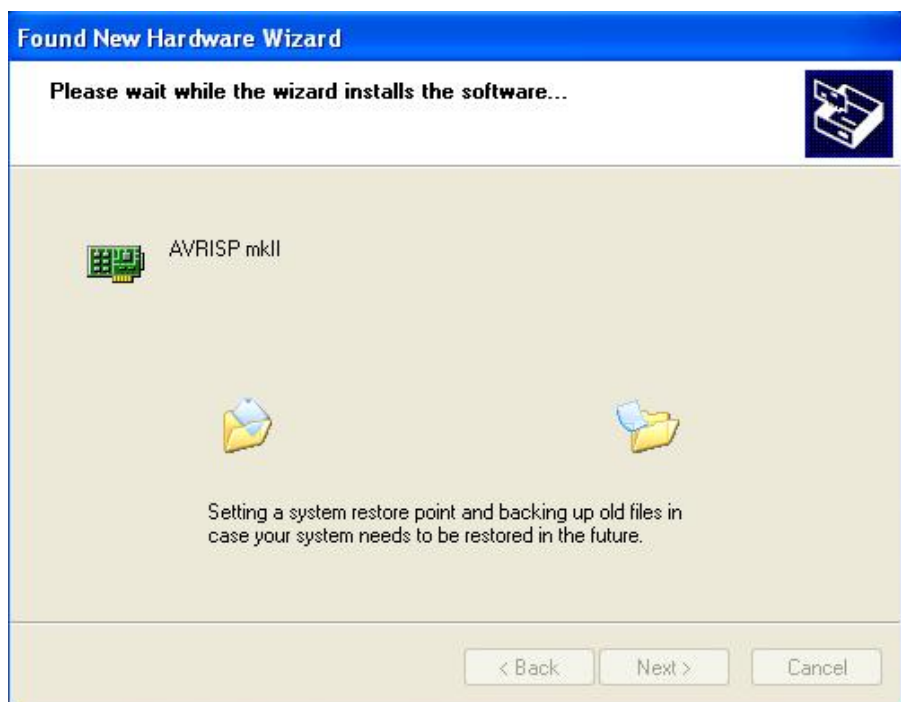 Found New Hardware Wizard
Please wait while the wizard installs the software...
AVRISP mkII
Setting a system restore point and backing up old files in
case your system needs to be restored in the future.
< Back Next > Cancel